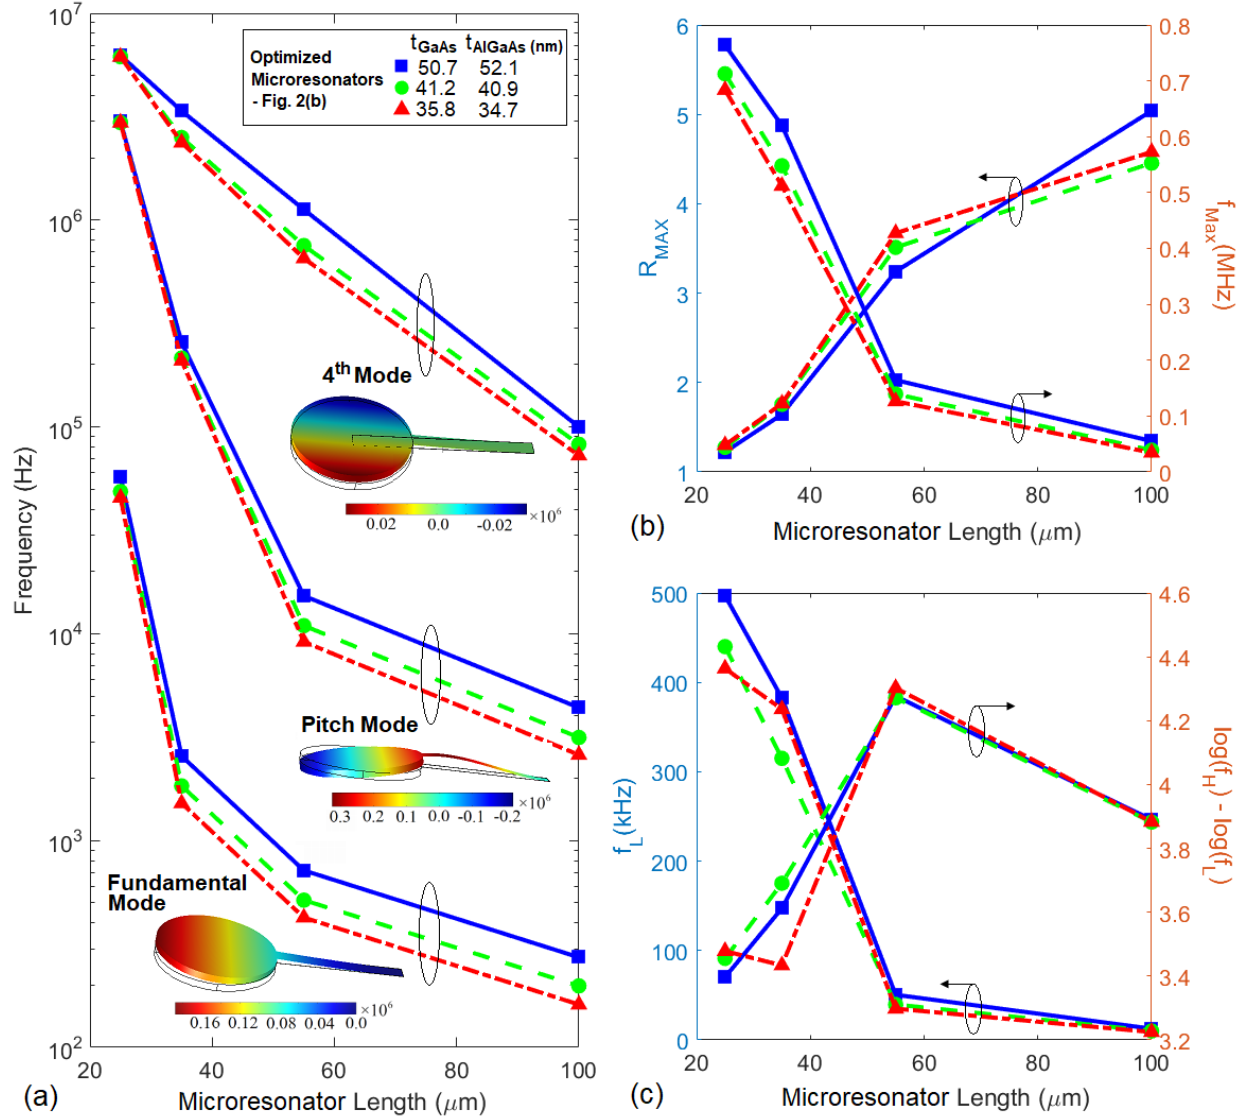 10^7
10^6
10^5
10^4
10^3
10^2
Frequency (Hz)
Optimized
Microresonators
- Fig. 2(b)
t_GaAs t_AlGaAs (nm)
50.7 52.1
41.2 40.9
35.8 34.7
4^th Mode
0.02 0.0 -0.02 ×10^6
Pitch Mode
0.3 0.2 0.1 0.0 -0.1 -0.2 ×10^6
Fundamental
Mode
0.16 0.12 0.08 0.04 0.0 ×10^6
20 40 60 80 100
(a) Microresonator Length (μm)
6
5
4
3
2
1
R_MAX
0.8
0.7
0.6
0.5
0.4
0.3
0.2
0.1
0
f_Max (MHz)
20 40 60 80 100
(b) Microresonator Length (μm)
500
400
300
200
100
0
f_L (kHz)
4.6
4.4
4.2
4
3.8
3.6
3.4
3.2
log(f_H) - log(f_L)
20 40 60 80 100
(c) Microresonator Length (μm)